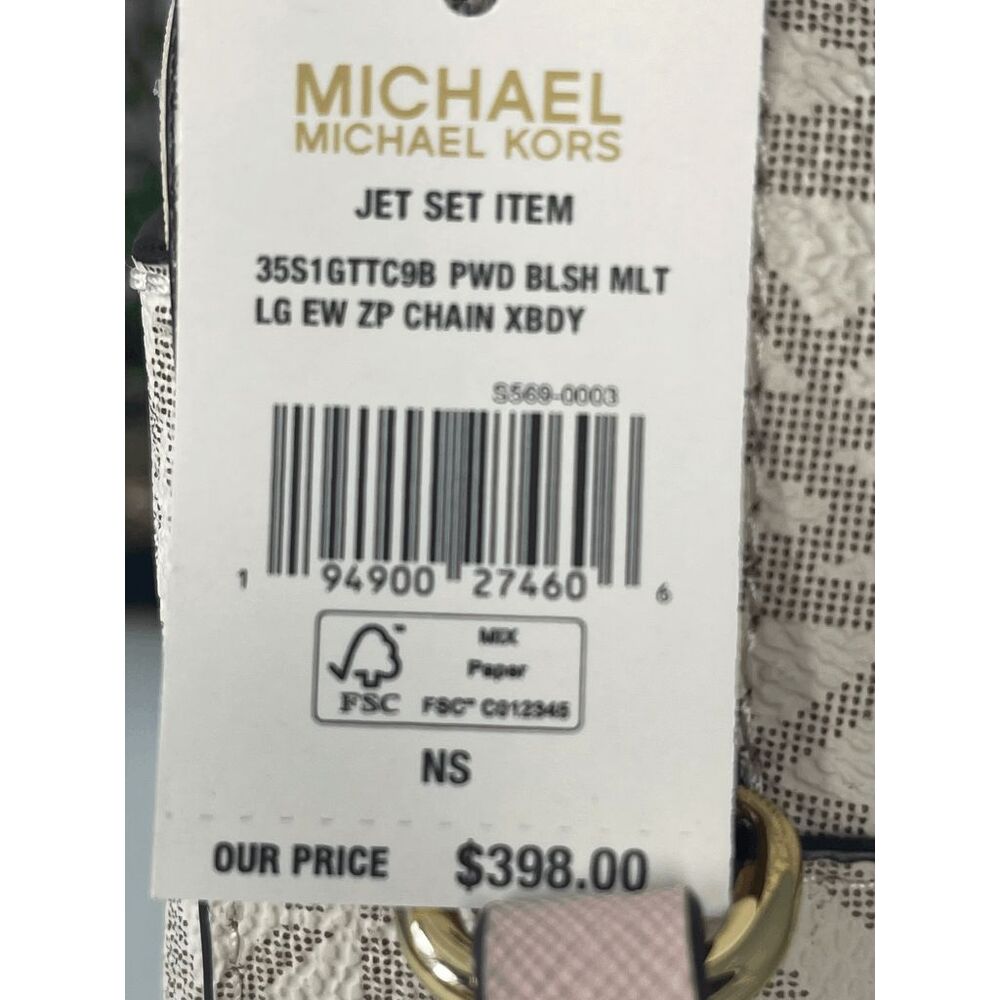 MICHAEL
MICHAEL KORS
JET SET ITEM
35S1GTTC9B PWD BLSH MLT
LG EW ZP CHAIN XBDY
S569-0003
1 94900 27460 6
MIX
Paper
FSC™ C012345
FSC
NS
OUR PRICE $398.00